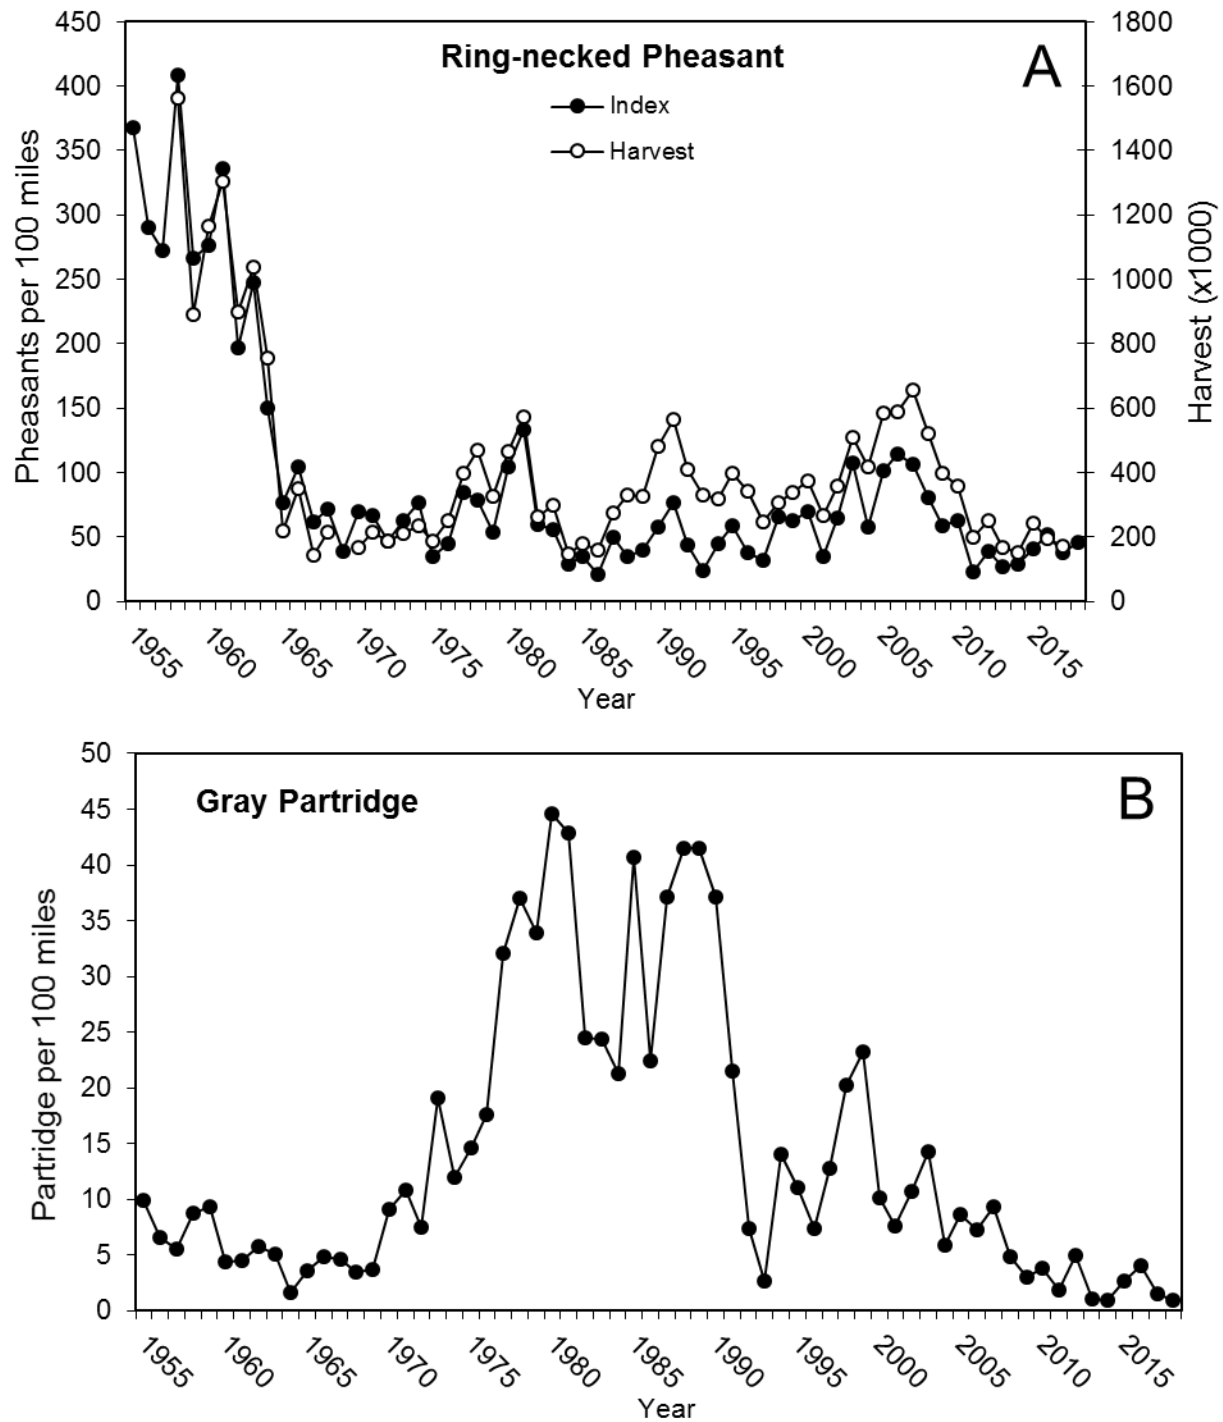 Ring-necked Pheasant
A
Index
Harvest
Pheasants per 100 miles
450
400
350
300
250
200
150
100
50
0
1800
1600
1400
1200
1000
800
600
400
200
0
Harvest (x1000)
1955 1960 1965 1970 1975 1980 1985 1990 1995 2000 2005 2010 2015
Year
Gray Partridge
B
Partridge per 100 miles
50
45
40
35
30
25
20
15
10
5
0
1955 1960 1965 1970 1975 1980 1985 1990 1995 2000 2005 2010 2015
Year